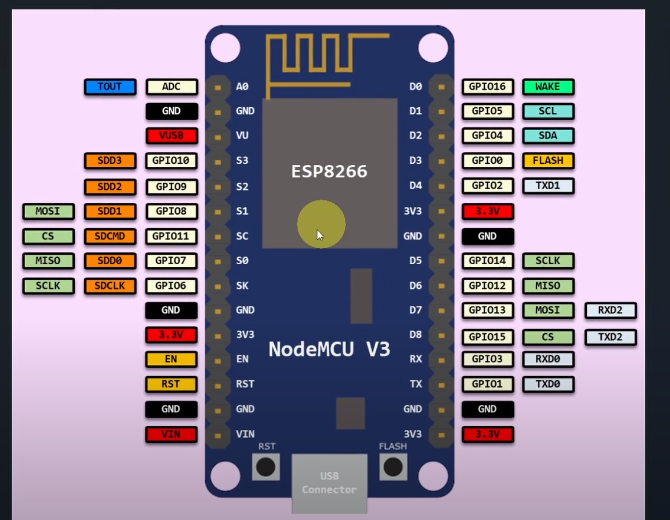 TOUT ADC A0 D0 GPIO16 WAKE
GND GND D1 GPIO5 SCL
VUSB VU D2 GPIO4 SDA
SDD3 GPIO10 S3 D3 GPIO0 FLASH
SDD2 GPIO9 S2 D4 GPIO2 TXD1
MOSI SDD1 GPIO8 S1 3V3 3.3V
CS SDCMD GPIO11 SC GND GND
MISO SDD0 GPIO7 S0 D5 GPIO14 SCLK
SCLK SDCLK GPIO6 SK D6 GPIO12 MISO
GND GND D7 GPIO13 MOSI RXD2
3.3V 3V3 D8 GPIO15 CS TXD2
EN EN RX GPIO3 RXD0
RST RST TX GPIO1 TXD0
GND GND GND GND
VIN VIN 3V3 3.3V
ESP8266
NodeMCU V3
RST FLASH
USB
Connector